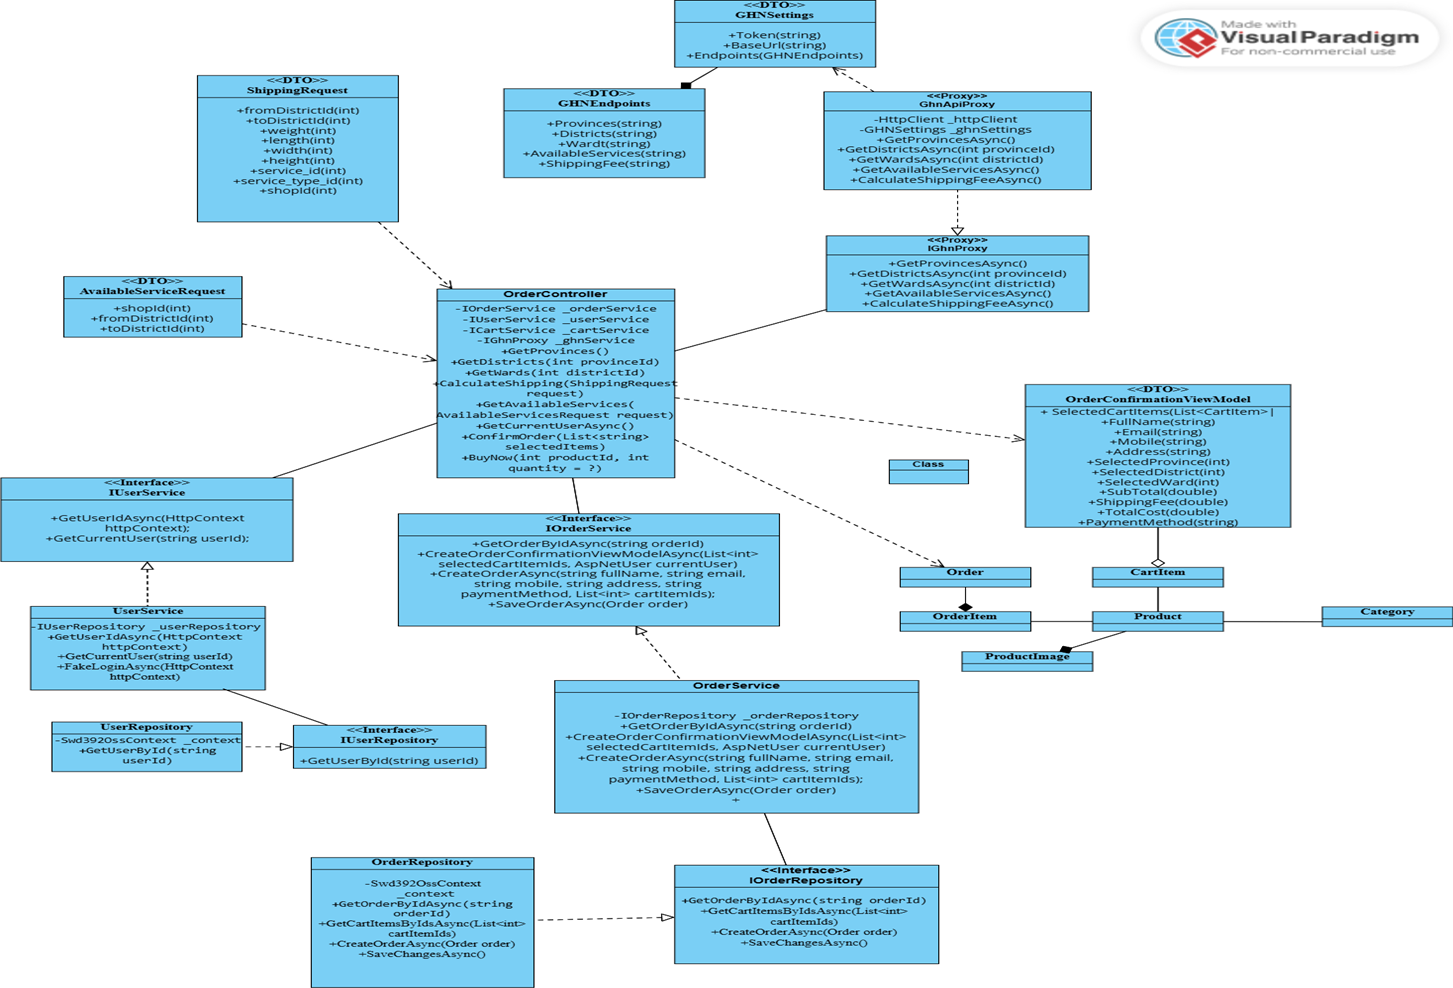 <<DTO>>
GHNSettings
+Token(string)
+BaseUrl(string)
+Endpoints(GHNEndpoints)
Made with
Visual Paradigm
For non-commercial use
<<DTO>>
ShippingRequest
+fromDistrictId(int)
+toDistrictId(int)
+weight(int)
+length(int)
+width(int)
+height(int)
+service_id(int)
+service_type_id(int)
+shopId(int)
<<DTO>>
GHNEndpoints
+Provinces(string)
+Districts(string)
+Wardt(string)
+AvailableServices(string)
+ShippingFee(string)
<<Proxy>>
GhnApiProxy
-HttpClient _httpClient
-GHNSettings _ghnSettings
+GetProvincesAsync()
+GetDistrictsAsync(int provinceId)
+GetWardsAsync(int districtId)
+GetAvailableServicesAsync()
+CalculateShippingFeeAsync()
<<Proxy>>
IGhnProxy
+GetProvincesAsync()
+GetDistrictsAsync(int provinceId)
+GetWardsAsync(int districtId)
+GetAvailableServicesAsync()
+CalculateShippingFeeAsync()
<<DTO>>
AvailableServiceRequest
+shopId(int)
+fromDistrictId(int)
+toDistrictId(int)
OrderController
-IOrderService _orderService
-IUserService _userService
-ICartService _cartService
-IGhnProxy _ghnService
+GetProvinces()
+GetDistricts(int provinceId)
+GetWards(int districtId)
+CalculateShipping(ShippingRequest
request)
+GetAvailableServices(
AvailableServicesRequest request)
+GetCurrentUserAsync()
+ConfirmOrder(List<string>
selectedItems)
+BuyNow(int productId, int
quantity = ?)
<<DTO>>
OrderConfirmationViewModel
+ SelectedCartItems(List<CartItem>|
+FullName(string)
+Email(string)
+Mobile(string)
+Address(string)
+SelectedProvince(int)
+SelectedDistrict(int)
+SelectedWard(int)
+SubTotal(double)
+ShippingFee(double)
+TotalCost(double)
+PaymentMethod(string)
Class
<<Interface>>
IUserService
+GetUserIdAsync(HttpContext
httpContext);
+GetCurrentUser(string userId);
<<Interface>>
IOrderService
+GetOrderByIdAsync(string orderId)
+CreateOrderConfirmationViewModelAsync(List<int>
selectedCartItemIds, AspNetUser currentUser)
+CreateOrderAsync(string fullName, string email,
string mobile, string address, string
paymentMethod, List<int> cartItemIds);
+SaveOrderAsync(Order order)
Order
CartItem
OrderItem
Product
Category
ProductImage
UserService
-IUserRepository _userRepository
+GetUserIdAsync(HttpContext
httpContext)
+GetCurrentUser(string userId)
+FakeLoginAsync(HttpContext
httpContext)
UserRepository
-Swd392OssContext _context
+GetUserById(string
userId)
<<Interface>>
IUserRepository
+GetUserById(string userId)
OrderService
-IOrderRepository _orderRepository
+GetOrderByIdAsync(string orderId)
+CreateOrderConfirmationViewModelAsync(List<int>
selectedCartItemIds, AspNetUser currentUser)
+CreateOrderAsync(string fullName, string email,
string mobile, string address, string
paymentMethod, List<int> cartItemIds);
+SaveOrderAsync(Order order)
+
OrderRepository
-Swd392OssContext
_context
+GetOrderByIdAsync(string
orderId)
+GetCartItemsByIdsAsync(List<int>
cartItemIds)
+CreateOrderAsync(Order order)
+SaveChangesAsync()
<<Interface>>
IOrderRepository
+GetOrderByIdAsync(string orderId)
+GetCartItemsByIdsAsync(List<int>
cartItemIds)
+CreateOrderAsync(Order order)
+SaveChangesAsync()